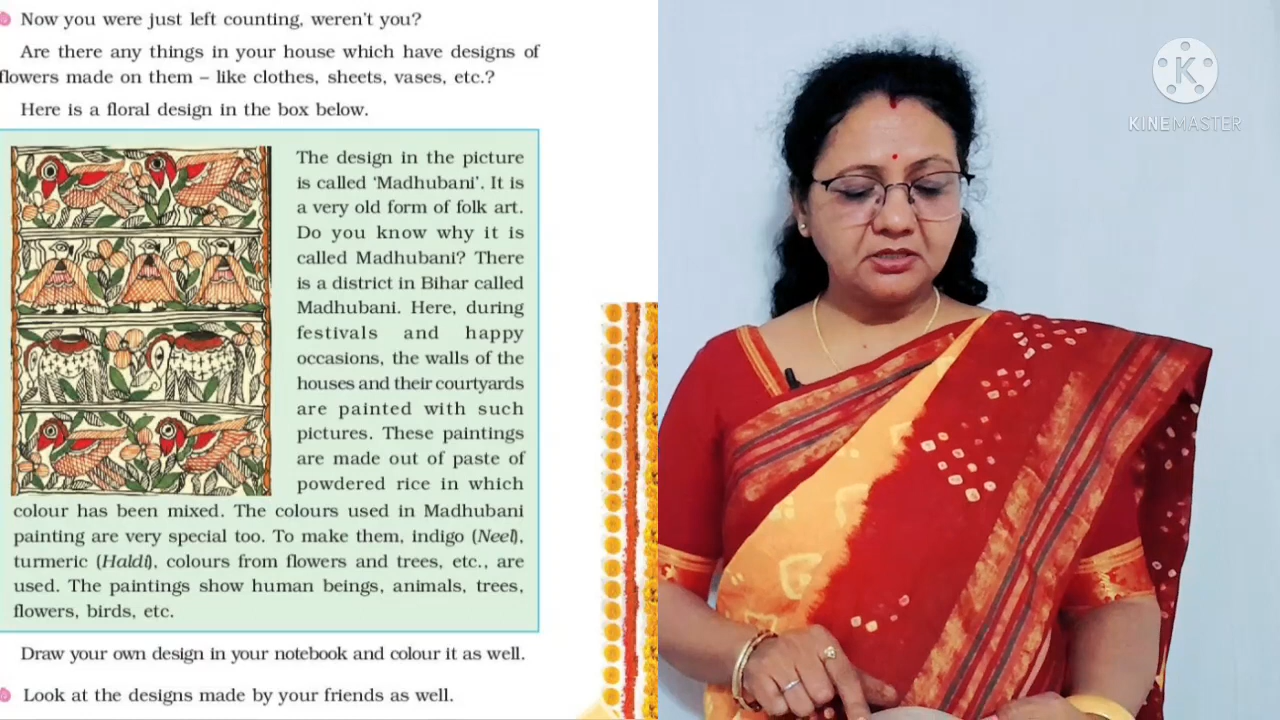 Now you were just left counting, weren't you?
Are there any things in your house which have designs of
flowers made on them – like clothes, sheets, vases, etc.?
Here is a floral design in the box below.
The design in the picture
is called 'Madhubani'. It is
a very old form of folk art.
Do you know why it is
called Madhubani? There
is a district in Bihar called
Madhubani. Here, during
festivals and happy
occasions, the walls of the
houses and their courtyards
are painted with such
pictures. These paintings
are made out of paste of
powdered rice in which
colour has been mixed. The colours used in Madhubani
painting are very special too. To make them, indigo (Neel),
turmeric (Haldi), colours from flowers and trees, etc., are
used. The paintings show human beings, animals, trees,
flowers, birds, etc.
Draw your own design in your notebook and colour it as well.
Look at the designs made by your friends as well.
K
KINEMASTER